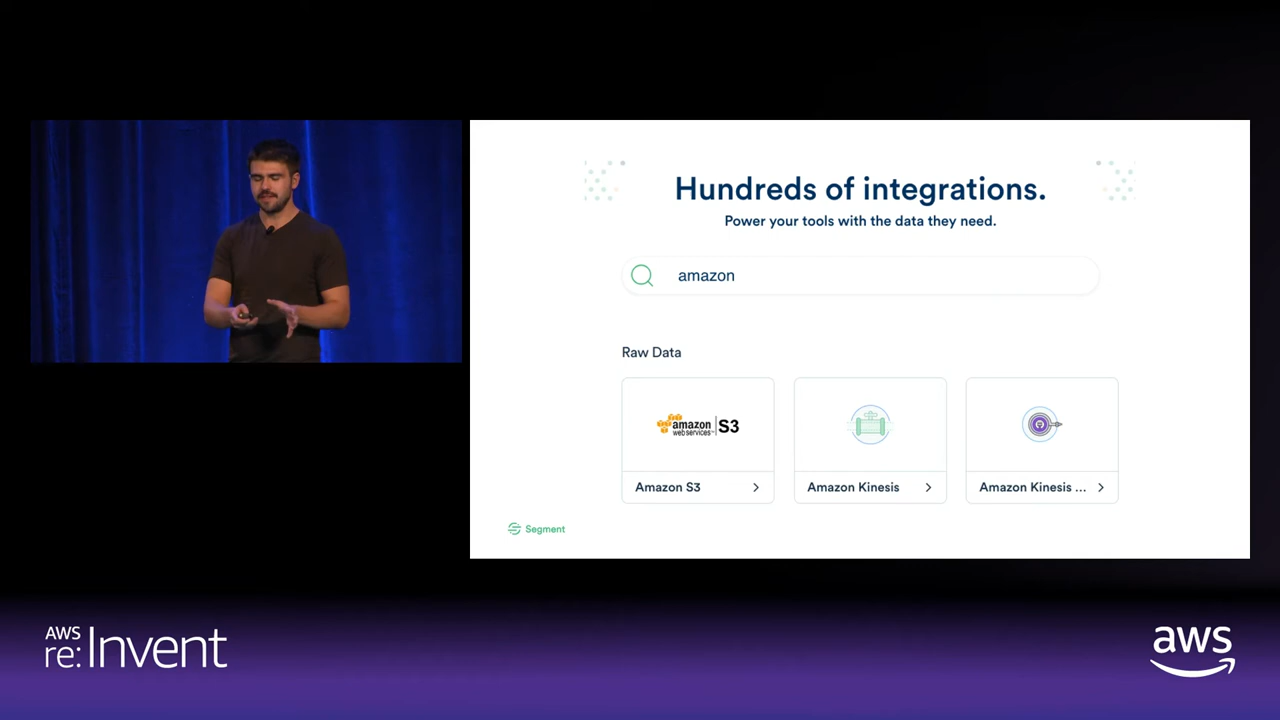 Hundreds of integrations.
Power your tools with the data they need.
amazon
Raw Data
amazon
web services™
S3
Amazon S3
Amazon Kinesis
Amazon Kinesis ...
Segment
AWS
re:Invent
aws